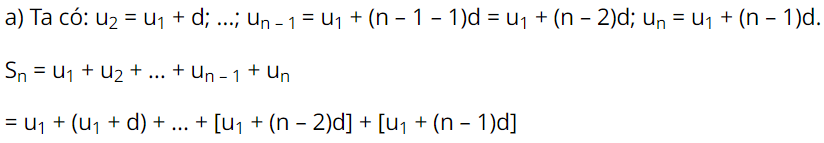 a) Ta có: u₂ = u₁ + d; ...; uₙ ₋ ₁ = u₁ + (n – 1 – 1)d = u₁ + (n – 2)d; uₙ = u₁ + (n – 1)d.
Sₙ = u₁ + u₂ + ... + uₙ ₋ ₁ + uₙ
= u₁ + (u₁ + d) + ... + [u₁ + (n – 2)d] + [u₁ + (n – 1)d]